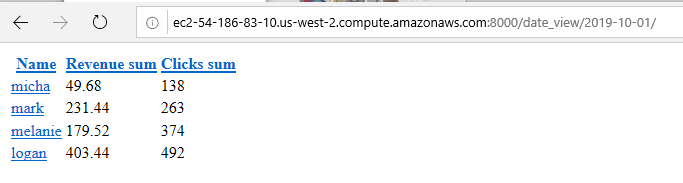 ec2-54-186-83-10.us-west-2.compute.amazonaws.com:8000/date_view/2019-10-01/
Name Revenue sum Clicks sum
micha 49.68 138
mark 231.44 263
melanie 179.52 374
logan 403.44 492